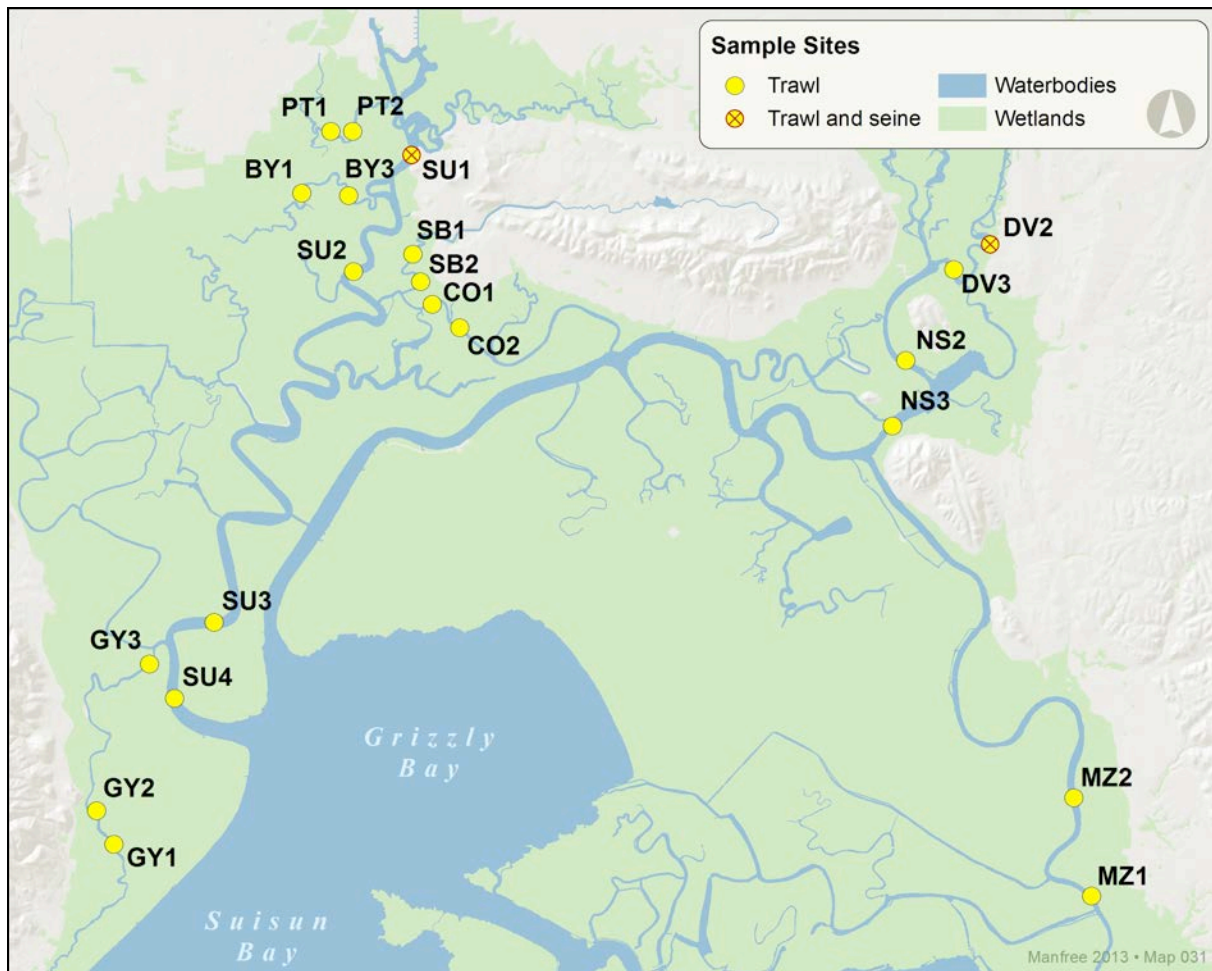 Sample Sites
Trawl
Waterbodies
Trawl and seine
Wetlands
PT1
PT2
BY1
BY3
SU1
SB1
SU2
SB2
CO1
CO2
DV2
DV3
NS2
NS3
SU3
GY3
SU4
Grizzly
Bay
GY2
GY1
MZ2
MZ1
Suisun
Bay
Manfree 2013 • Map 031